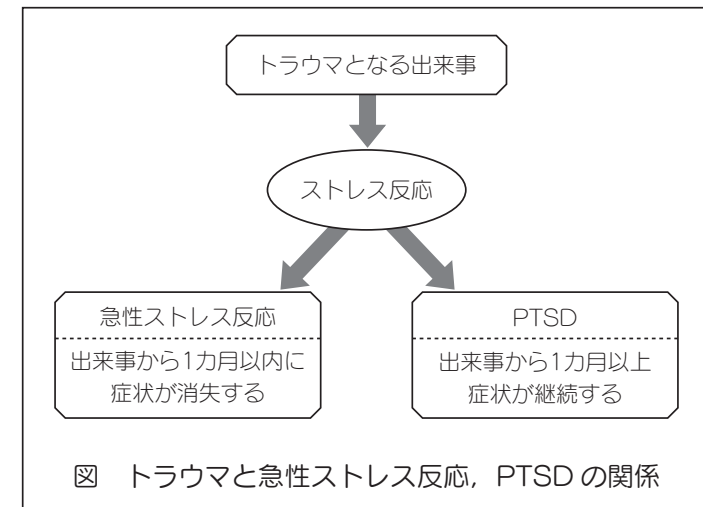 トラウマとなる出来事
ストレス反応
急性ストレス反応
出来事から1カ月以内に
症状が消失する
PTSD
出来事から1カ月以上
症状が継続する
図　トラウマと急性ストレス反応，PTSDの関係